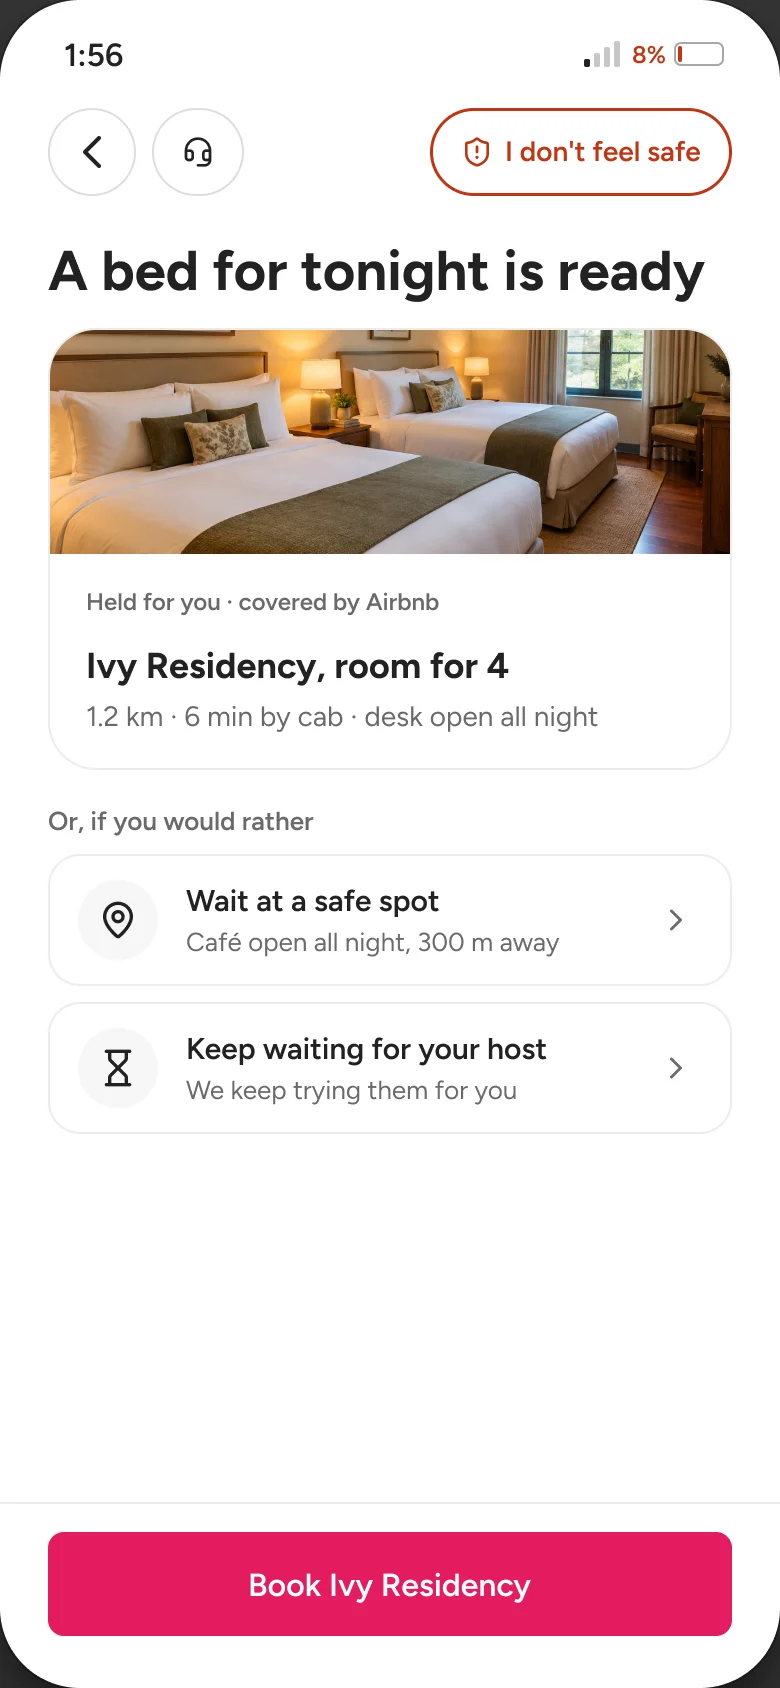 1:56
8%
I don't feel safe
A bed for tonight is ready
Held for you · covered by Airbnb
Ivy Residency, room for 4
1.2 km · 6 min by cab · desk open all night
Or, if you would rather
Wait at a safe spot
Café open all night, 300 m away
Keep waiting for your host
We keep trying them for you
Book Ivy Residency